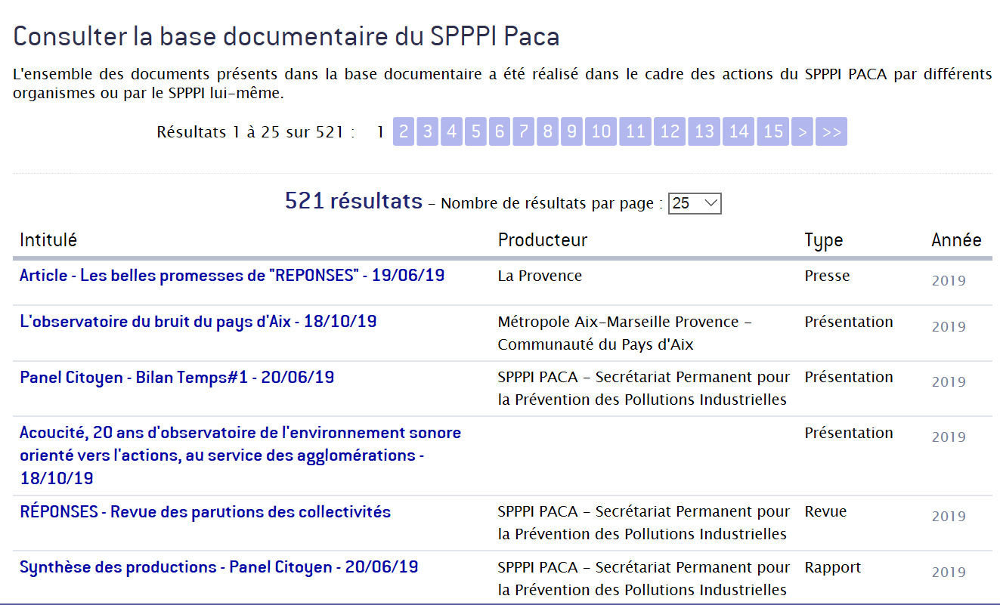 Consulter la base documentaire du SPPPI Paca
L'ensemble des documents présents dans la base documentaire a été réalisé dans le cadre des actions du SPPPI PACA par différents
organismes ou par le SPPPI lui-même.
Résultats 1 à 25 sur 521 : 1 2 3 4 5 6 7 8 9 10 11 12 13 14 15 > >>
521 résultats - Nombre de résultats par page : 25
Intitulé Producteur Type Année
Article - Les belles promesses de "REPONSES" - 19/06/19 La Provence Presse 2019
L'observatoire du bruit du pays d'Aix - 18/10/19 Métropole Aix-Marseille Provence - Présentation 2019
Communauté du Pays d'Aix
Panel Citoyen - Bilan Temps#1 - 20/06/19 SPPPI PACA - Secrétariat Permanent pour Présentation 2019
la Prévention des Pollutions Industrielles
Acoucité, 20 ans d'observatoire de l'environnement sonore Présentation 2019
orienté vers l'actions, au service des agglomérations -
18/10/19
RÉPONSES - Revue des parutions des collectivités SPPPI PACA - Secrétariat Permanent pour Revue 2019
la Prévention des Pollutions Industrielles
Synthèse des productions - Panel Citoyen - 20/06/19 SPPPI PACA - Secrétariat Permanent pour Rapport 2019
la Prévention des Pollutions Industrielles